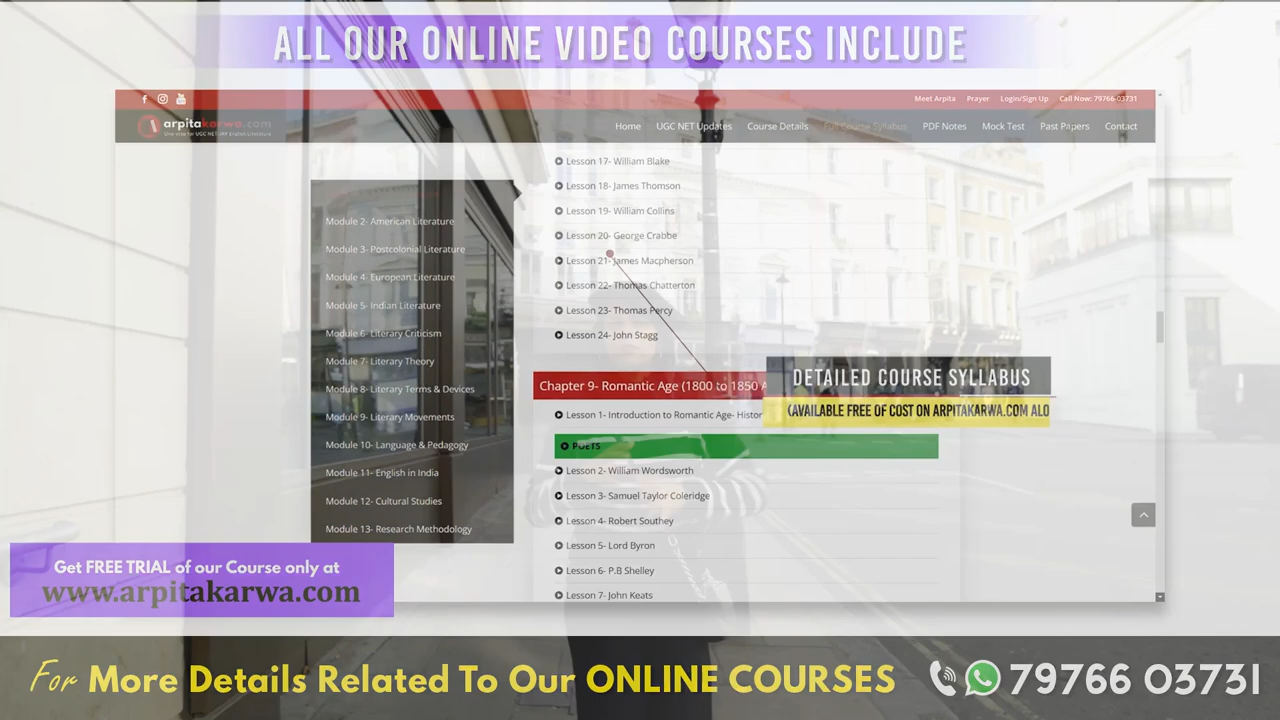 ALL OUR ONLINE VIDEO COURSES INCLUDE
Meet Arpita Prayer Login/Sign Up Call Now: 79766-03731
arpitakarwa.com
Home UGC NET Updates Course Details Full Course Syllabus PDF Notes Mock Test Past Papers Contact
Module 2- American Literature
Module 3- Postcolonial Literature
Module 4- European Literature
Module 5- Indian Literature
Module 6- Literary Criticism
Module 7- Literary Theory
Module 8- Literary Terms & Devices
Module 9- Literary Movements
Module 10- Language & Pedagogy
Module 11- English in India
Module 12- Cultural Studies
Module 13- Research Methodology
Lesson 17- William Blake
Lesson 18- James Thomson
Lesson 19- William Collins
Lesson 20- George Crabbe
Lesson 21- James Macpherson
Lesson 22- Thomas Chatterton
Lesson 23- Thomas Percy
Lesson 24- John Stagg
Chapter 9- Romantic Age (1800 to 1850 A
Lesson 1- Introduction to Romantic Age- Histor
POETS
Lesson 2- William Wordsworth
Lesson 3- Samuel Taylor Coleridge
Lesson 4- Robert Southey
Lesson 5- Lord Byron
Lesson 6- P.B Shelley
Lesson 7- John Keats
DETAILED COURSE SYLLABUS
(AVAILABLE FREE OF COST ON ARPITAKARWA.COM ALO
Get FREE TRIAL of our Course only at
www.arpitakarwa.com
For More Details Related To Our ONLINE COURSES 79766 03731